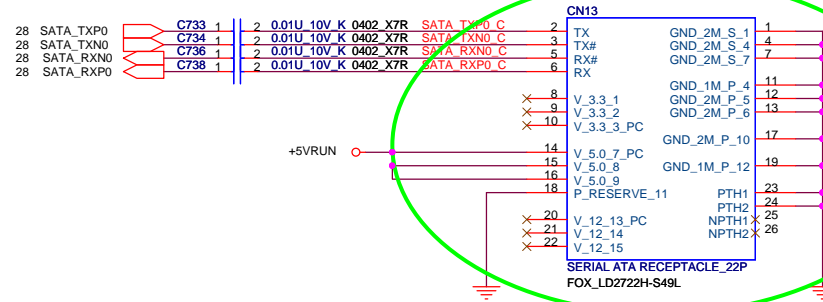 CN13
28 SATA_TXP0 C733 1 2 0.01U_10V_K 0402_X7R SATA_TXP0_C 2 TX GND_2M_S_1 1
28 SATA_TXN0 C734 1 2 0.01U_10V_K 0402_X7R SATA_TXN0_C 3 TX# GND_2M_S_4 4
28 SATA_RXN0 C736 1 2 0.01U_10V_K 0402_X7R SATA_RXN0_C 5 RX# GND_2M_S_7 7
28 SATA_RXP0 C738 1 2 0.01U_10V_K 0402_X7R SATA_RXP0_C 6 RX
GND_1M_P_4 11
8 V_3.3_1 GND_2M_P_5 12
9 V_3.3_2 GND_2M_P_6 13
10 V_3.3_3_PC
GND_2M_P_10 17
+5VRUN 14 V_5.0_7_PC
15 V_5.0_8 GND_1M_P_12 19
16 V_5.0_9
18 P_RESERVE_11 PTH1 23
PTH2 24
20 V_12_13_PC NPTH1 25
21 V_12_14 NPTH2 26
22 V_12_15
SERIAL ATA RECEPTACLE_22P
FOX_LD2722H-S49L